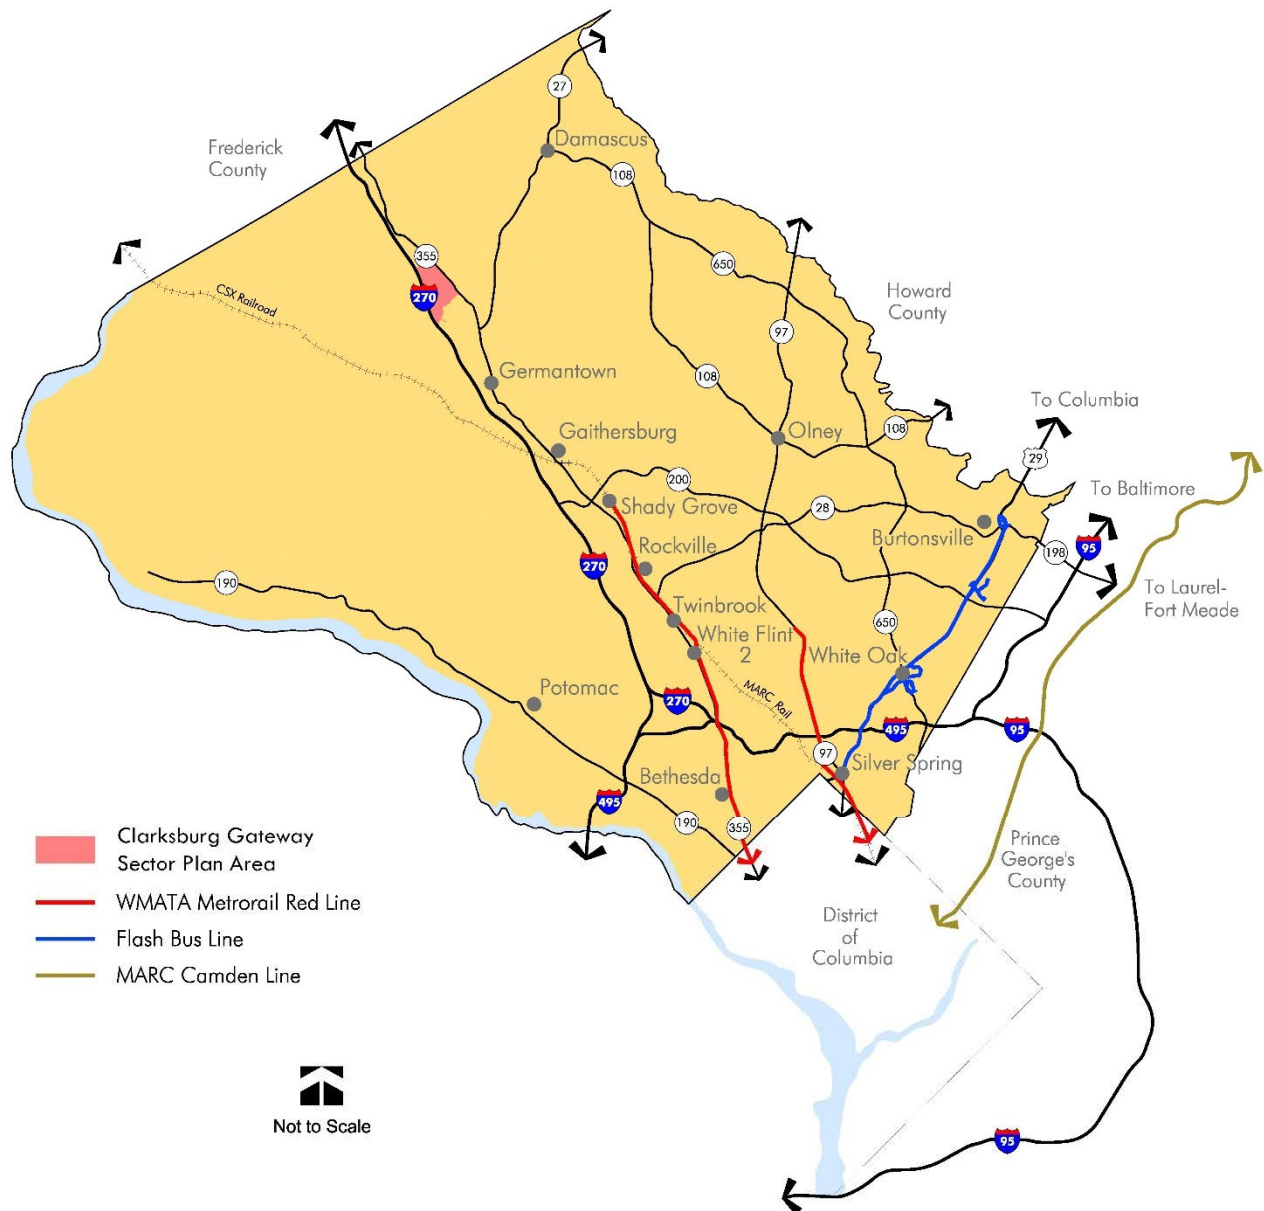 27
Damascus
Frederick
County
108
355
650
CSX Railroad
270
Howard
County
97
Germantown
108
To Columbia
Gaithersburg
Olney
108
29
200
Shady Grove
28
To Baltimore
Burtonsville
Rockville
270
95
198
190
To Laurel-
Fort Meade
Twinbrook
650
White Flint
2
White Oak
Potomac
MARC Rail
270
495
95
97
Silver Spring
Bethesda
495
190
355
Clarksburg Gateway
Sector Plan Area
Prince
George's
County
WMATA Metrorail Red Line
District
of
Columbia
Flash Bus Line
MARC Camden Line
Not to Scale
95